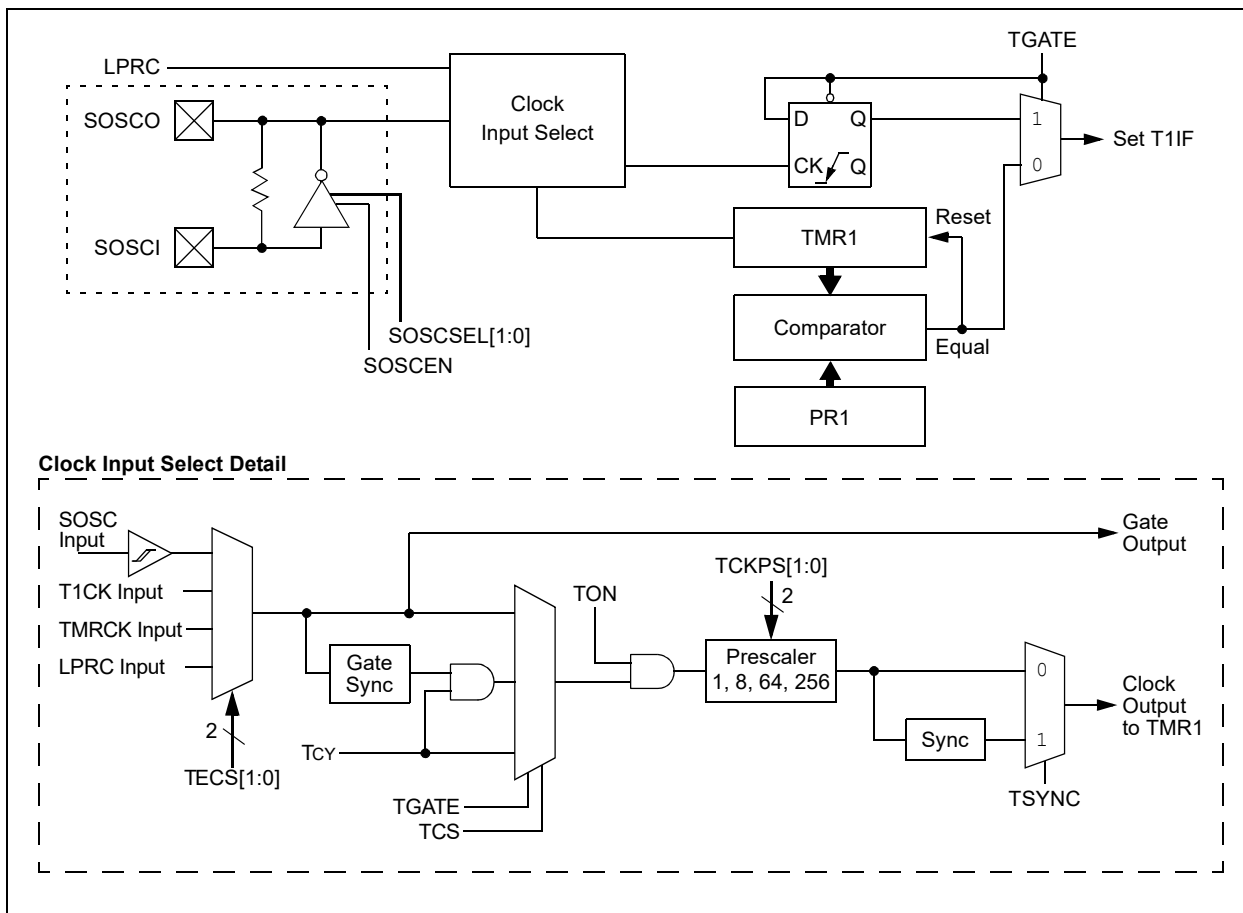 TGATE
LPRC
SOSCO
Clock
Input Select
D
Q
1
Set T1IF
CK
Q
0
SOSCI
TMR1
Reset
Comparator
Equal
SOSCSEL[1:0]
SOSCEN
PR1
Clock Input Select Detail
SOSC
Input
Gate
Output
TCKPS[1:0]
2
TON
T1CK Input
TMRCK Input
LPRC Input
Gate
Sync
Prescaler
1, 8, 64, 256
0
Clock
Output
to TMR1
Sync
1
2
TCY
TECS[1:0]
TSYNC
TGATE
TCS